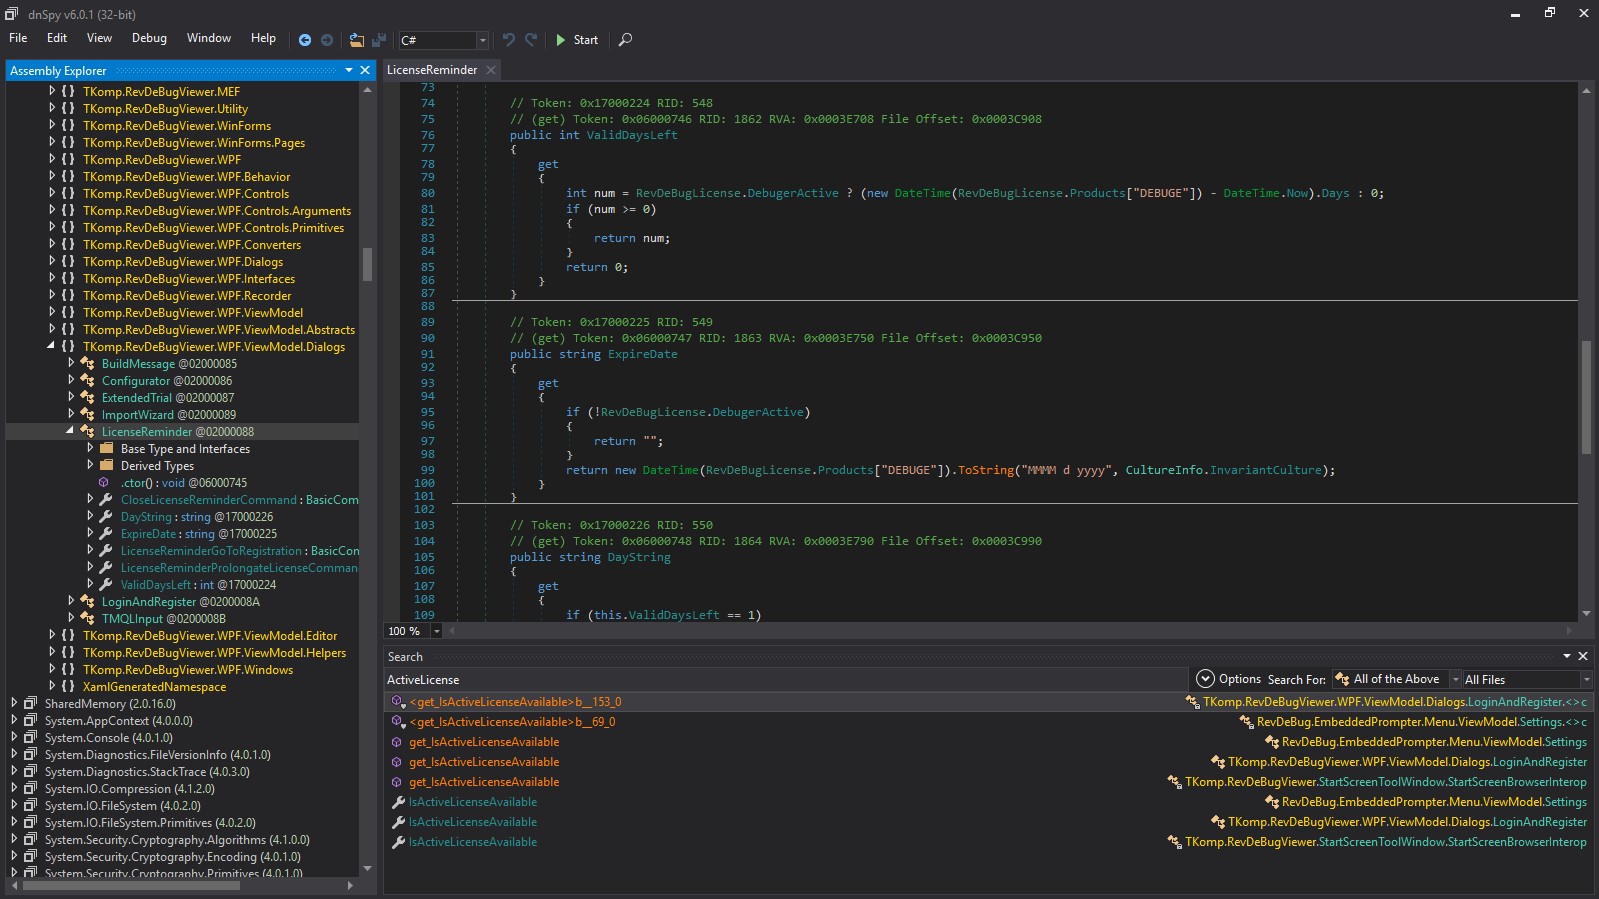 dnSpy v6.0.1 (32-bit)
File Edit View Debug Window Help C# Start
Assembly Explorer
TKomp.RevDeBugViewer.MEF
TKomp.RevDeBugViewer.Utility
TKomp.RevDeBugViewer.WinForms
TKomp.RevDeBugViewer.WinForms.Pages
TKomp.RevDeBugViewer.WPF
TKomp.RevDeBugViewer.WPF.Behavior
TKomp.RevDeBugViewer.WPF.Controls
TKomp.RevDeBugViewer.WPF.Controls.Arguments
TKomp.RevDeBugViewer.WPF.Controls.Primitives
TKomp.RevDeBugViewer.WPF.Converters
TKomp.RevDeBugViewer.WPF.Dialogs
TKomp.RevDeBugViewer.WPF.Interfaces
TKomp.RevDeBugViewer.WPF.Recorder
TKomp.RevDeBugViewer.WPF.ViewModel
TKomp.RevDeBugViewer.WPF.ViewModel.Abstracts
TKomp.RevDeBugViewer.WPF.ViewModel.Dialogs
BuildMessage @02000085
Configurator @02000086
ExtendedTrial @02000087
ImportWizard @02000089
LicenseReminder @02000088
Base Type and Interfaces
Derived Types
.ctor() : void @06000745
CloseLicenseReminderCommand : BasicCom
DayString : string @17000226
ExpireDate : string @17000225
LicenseReminderGoToRegistration : BasicCon
LicenseReminderProlongateLicenseComman
ValidDaysLeft : int @17000224
LoginAndRegister @0200008A
TMQLInput @0200008B
TKomp.RevDeBugViewer.WPF.ViewModel.Editor
TKomp.RevDeBugViewer.WPF.ViewModel.Helpers
TKomp.RevDeBugViewer.WPF.Windows
XamlGeneratedNamespace
SharedMemory (2.0.16.0)
System.AppContext (4.0.0.0)
System.Console (4.0.1.0)
System.Diagnostics.FileVersionInfo (4.0.1.0)
System.Diagnostics.StackTrace (4.0.3.0)
System.IO.Compression (4.1.2.0)
System.IO.FileSystem (4.0.2.0)
System.IO.FileSystem.Primitives (4.0.2.0)
System.Security.Cryptography.Algorithms (4.1.0.0)
System.Security.Cryptography.Encoding (4.0.1.0)
System.Security.Cryptography.Primitives (4.0.1.0)
LicenseReminder
73
74 // Token: 0x17000224 RID: 548
75 // (get) Token: 0x06000746 RID: 1862 RVA: 0x0003E708 File Offset: 0x0003C908
76 public int ValidDaysLeft
77 {
78 get
79 {
80 int num = RevDeBugLicense.DebugerActive ? (new DateTime(RevDeBugLicense.Products["DEBUGE"]) - DateTime.Now).Days : 0;
81 if (num >= 0)
82 {
83 return num;
84 }
85 return 0;
86 }
87 }
88
89 // Token: 0x17000225 RID: 549
90 // (get) Token: 0x06000747 RID: 1863 RVA: 0x0003E750 File Offset: 0x0003C950
91 public string ExpireDate
92 {
93 get
94 {
95 if (!RevDeBugLicense.DebugerActive)
96 {
97 return "";
98 }
99 return new DateTime(RevDeBugLicense.Products["DEBUGE"]).ToString("MMMM d yyyy", CultureInfo.InvariantCulture);
100 }
101 }
102
103 // Token: 0x17000226 RID: 550
104 // (get) Token: 0x06000748 RID: 1864 RVA: 0x0003E790 File Offset: 0x0003C990
105 public string DayString
106 {
107 get
108 {
109 if (this.ValidDaysLeft == 1)
100 %
Search
ActiveLicense Options Search For: All of the Above All Files
<get_IsActiveLicenseAvailable>b__153_0 TKomp.RevDeBugViewer.WPF.ViewModel.Dialogs.LoginAndRegister.<>c
<get_IsActiveLicenseAvailable>b__69_0 RevDeBug.EmbeddedPrompter.Menu.ViewModel.Settings.<>c
get_IsActiveLicenseAvailable RevDeBug.EmbeddedPrompter.Menu.ViewModel.Settings
get_IsActiveLicenseAvailable TKomp.RevDeBugViewer.WPF.ViewModel.Dialogs.LoginAndRegister
get_IsActiveLicenseAvailable TKomp.RevDeBugViewer.StartScreenToolWindow.StartScreenBrowserInterop
IsActiveLicenseAvailable RevDeBug.EmbeddedPrompter.Menu.ViewModel.Settings
IsActiveLicenseAvailable TKomp.RevDeBugViewer.WPF.ViewModel.Dialogs.LoginAndRegister
IsActiveLicenseAvailable TKomp.RevDeBugViewer.StartScreenToolWindow.StartScreenBrowserInterop